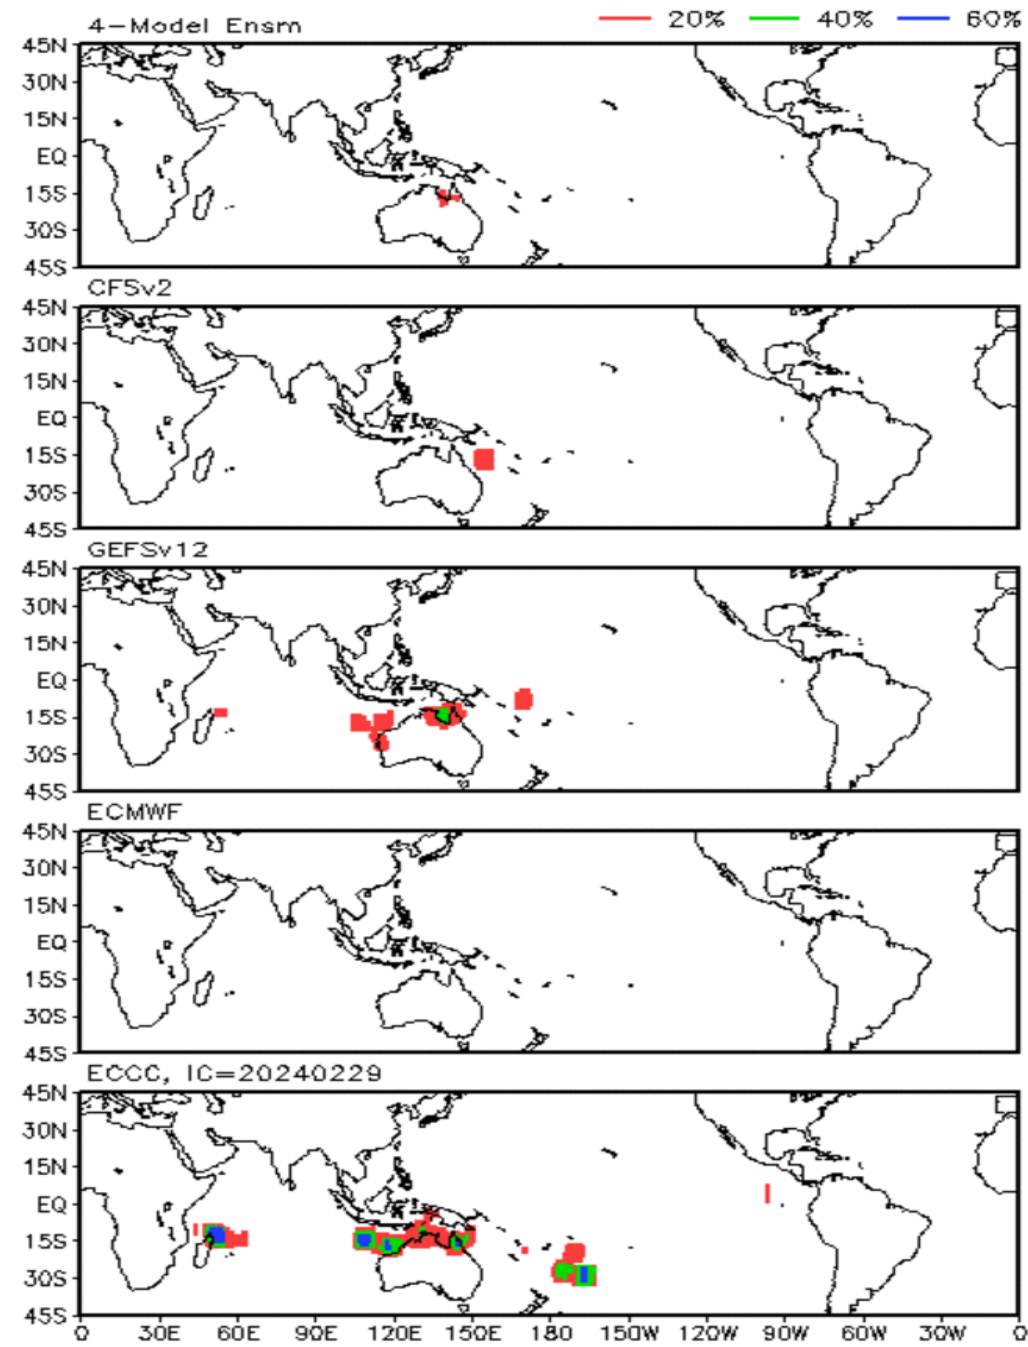 4-Model Ensm 20% 40% 60%
45N
30N
15N
EQ
15S
30S
45S
CFSv2
45N
30N
15N
EQ
15S
30S
45S
GEFSv12
45N
30N
15N
EQ
15S
30S
45S
ECMWF
45N
30N
15N
EQ
15S
30S
45S
ECCC, IC=20240229
45N
30N
15N
EQ
15S
30S
45S
0 30E 60E 90E 120E 150E 180 150W 120W 90W 60W 30W 0